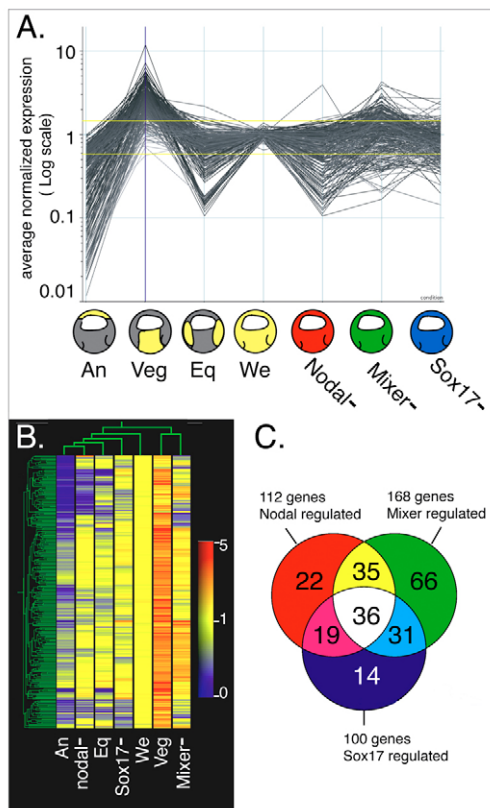 A.
average normalized expression
( Log scale)
10
1
0.1
0.01
condition
An Veg Eq We Nodal- Mixer- Sox17-
B.
5
1
0
An nodal- Eq Sox17- We Veg Mixer-
C.
112 genes
Nodal regulated
168 genes
Mixer regulated
22 35 66
36
19 31
14
100 genes
Sox17 regulated